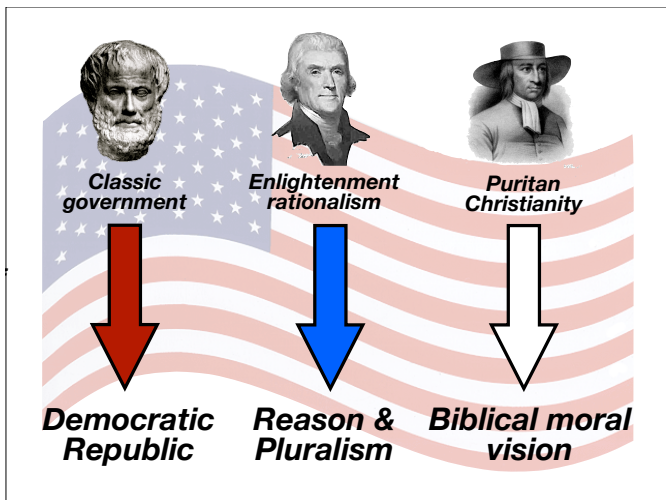 Classic
government
Enlightenment
rationalism
Puritan
Christianity
Democratic
Republic
Reason &
Pluralism
Biblical moral
vision